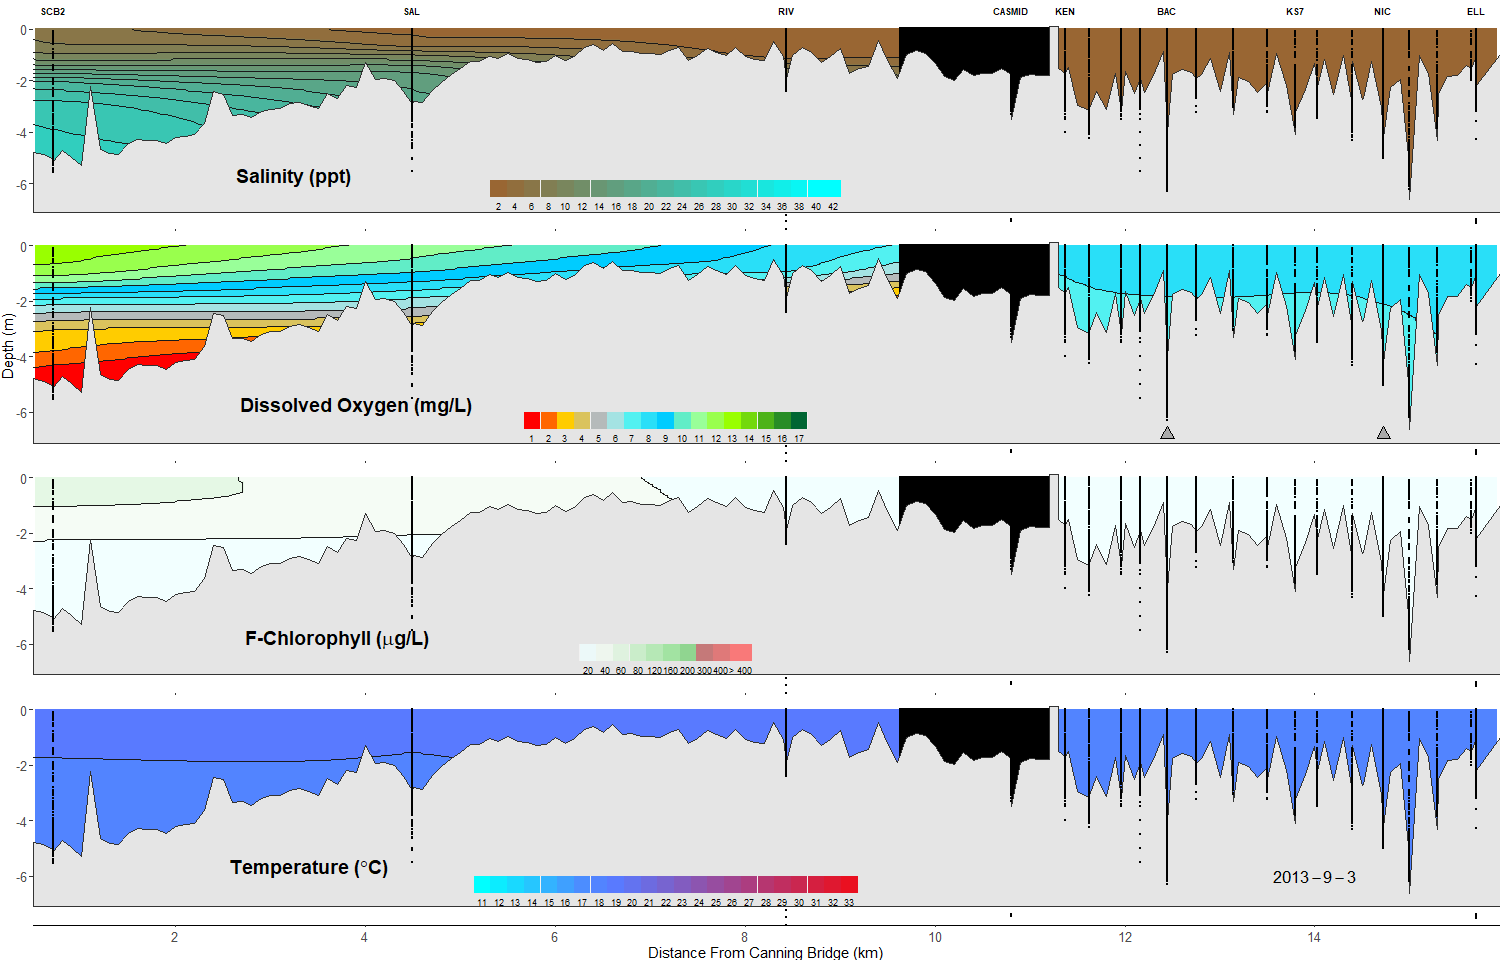 SCB2 SAL RIV CASMID KEN BAC KS7 NIC ELL
0
-2
-4
-6
Salinity (ppt)
2 4 6 8 10 12 14 16 18 20 22 24 26 28 30 32 34 36 38 40 42
0
-2
-4
-6
Depth (m)
Dissolved Oxygen (mg/L)
1 2 3 4 5 6 7 8 9 10 11 12 13 14 15 16 17
0
-2
-4
-6
F-Chlorophyll (μg/L)
20 40 60 80 120 160 200 300 400 > 400
0
-2
-4
-6
Temperature (°C)
11 12 13 14 15 16 17 18 19 20 21 22 23 24 25 26 27 28 29 30 31 32 33
2013-9-3
2 4 6 8 10 12 14
Distance From Canning Bridge (km)